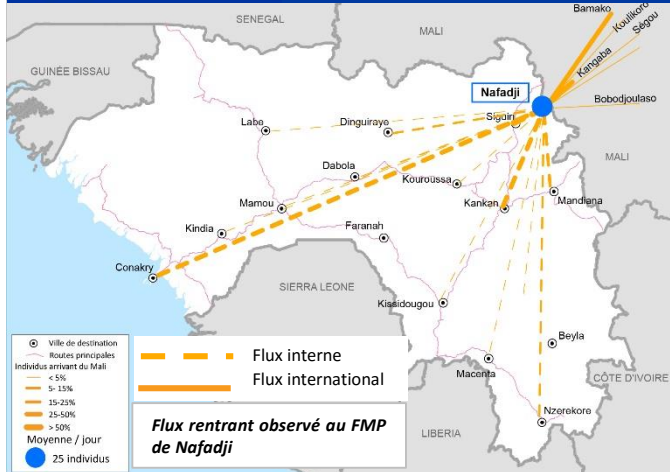 SENEGAL
MALI
Bamako
Koulikoro
Ségou
Kangaba
GUINÉE BISSAU
Nafadji
Bobodjoulaso
Siguiri
Labe
Dinguiraye
MALI
Dabola
Kouroussa
Mamou
Kankan
Mandiana
Kindia
Faranah
Conakry
SIERRA LEONE
Kissidougou
Beyla
Macenta
CÔTE D'IVOIRE
Nzerekore
LIBERIA
Ville de destination
Routes principales
Individus arrivant du Mali
< 5%
5- 15%
15-25%
25-50%
> 50%
Moyenne / jour
25 individus
Flux interne
Flux international
Flux rentrant observé au FMP
de Nafadji